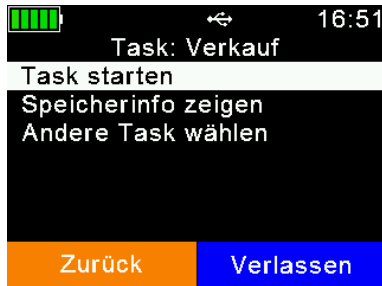 16:51
Task: Verkauf
Task starten
Speicherinfo zeigen
Andere Task wählen
Zurück Verlassen